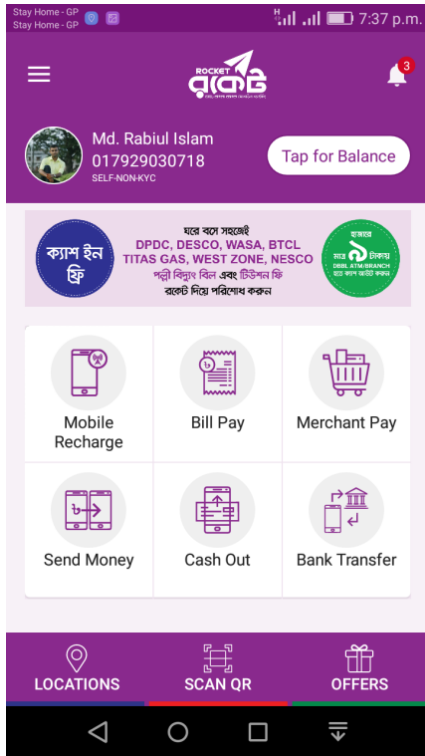 Stay Home - GP
Stay Home - GP
7:37 p.m.
ROCKET
রকেট
3
Md. Rabiul Islam
017929030718
SELF-NON-KYC
Tap for Balance
ক্যাশ ইন
ফ্রি
ঘরে বসে সহজেই
DPDC, DESCO, WASA, BTCL
TITAS GAS, WEST ZONE, NESCO
পল্লী বিদ্যুৎ বিল এবং টিউশন ফি
রকেট দিয়ে পরিশোধ করুন
হাজারে
মাত্র ৯ টাকায়
DBBL ATM/BRANCH
হতে ক্যাশ আউট করুন
Mobile
Recharge
Bill Pay
Merchant Pay
Send Money
Cash Out
Bank Transfer
LOCATIONS
SCAN QR
OFFERS